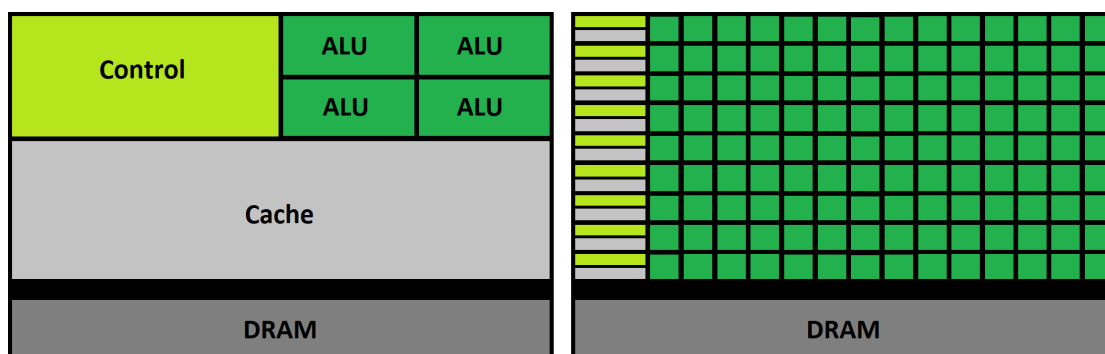 Control
ALU ALU
ALU ALU
Cache
DRAM
DRAM